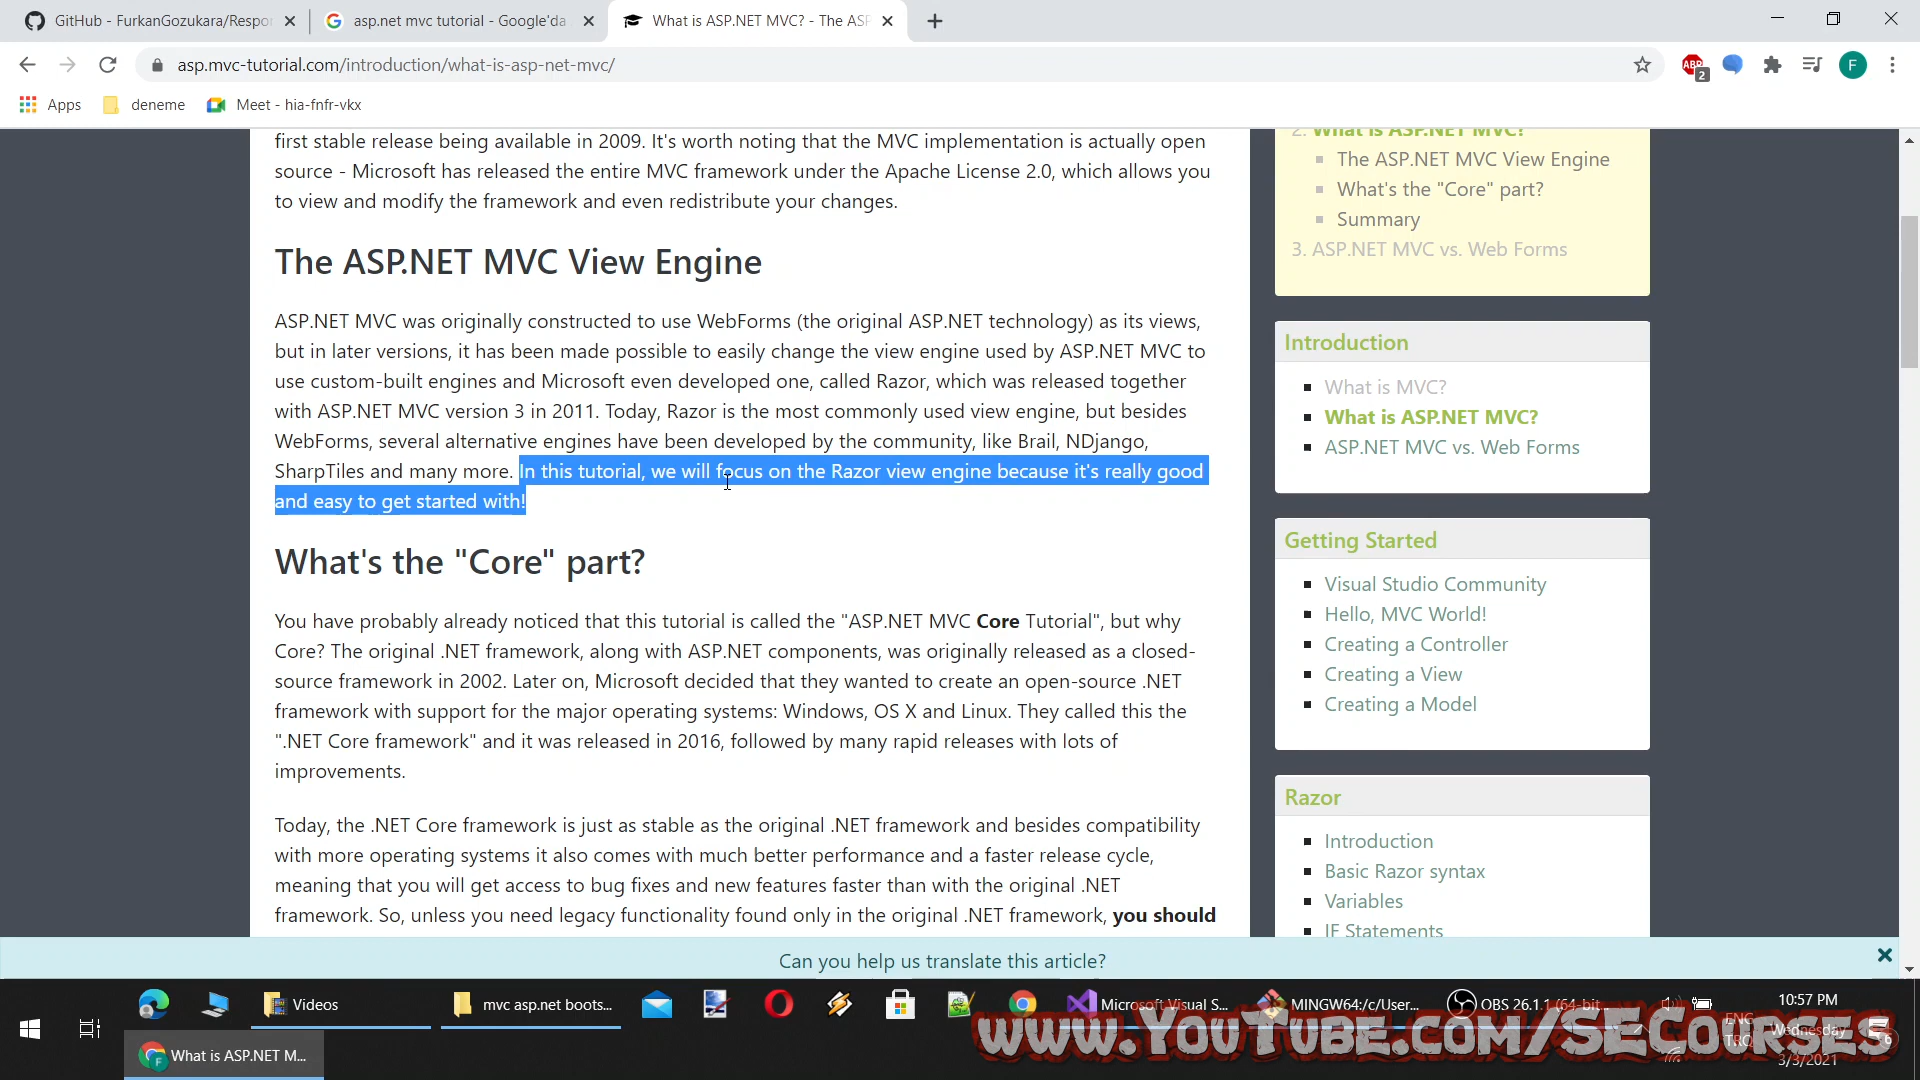 GitHub - FurkanGozukara/Respon
asp.net mvc tutorial - Google'da
What is ASP.NET MVC? - The ASP
asp.mvc-tutorial.com/introduction/what-is-asp-net-mvc/
ABP
2
F
Apps
deneme
Meet - hia-fnfr-vkx
first stable release being available in 2009. It's worth noting that the MVC implementation is actually open
source - Microsoft has released the entire MVC framework under the Apache License 2.0, which allows you
to view and modify the framework and even redistribute your changes.
The ASP.NET MVC View Engine
ASP.NET MVC was originally constructed to use WebForms (the original ASP.NET technology) as its views,
but in later versions, it has been made possible to easily change the view engine used by ASP.NET MVC to
use custom-built engines and Microsoft even developed one, called Razor, which was released together
with ASP.NET MVC version 3 in 2011. Today, Razor is the most commonly used view engine, but besides
WebForms, several alternative engines have been developed by the community, like Brail, NDjango,
SharpTiles and many more. In this tutorial, we will focus on the Razor view engine because it's really good
and easy to get started with!
What's the "Core" part?
You have probably already noticed that this tutorial is called the "ASP.NET MVC Core Tutorial", but why
Core? The original .NET framework, along with ASP.NET components, was originally released as a closed-
source framework in 2002. Later on, Microsoft decided that they wanted to create an open-source .NET
framework with support for the major operating systems: Windows, OS X and Linux. They called this the
".NET Core framework" and it was released in 2016, followed by many rapid releases with lots of
improvements.
Today, the .NET Core framework is just as stable as the original .NET framework and besides compatibility
with more operating systems it also comes with much better performance and a faster release cycle,
meaning that you will get access to bug fixes and new features faster than with the original .NET
framework. So, unless you need legacy functionality found only in the original .NET framework, you should
2. What is ASP.NET MVC?
The ASP.NET MVC View Engine
What's the "Core" part?
Summary
3. ASP.NET MVC vs. Web Forms
Introduction
What is MVC?
What is ASP.NET MVC?
ASP.NET MVC vs. Web Forms
Getting Started
Visual Studio Community
Hello, MVC World!
Creating a Controller
Creating a View
Creating a Model
Razor
Introduction
Basic Razor syntax
Variables
IF Statements
Can you help us translate this article?
Videos
mvc asp.net boots...
Microsoft Visual S...
MINGW64:/c/User...
OBS 26.1.1 (64-bit...
10:57 PM
ENG
Wednesday
TRQ
3/3/2021
6
What is ASP.NET M...
F
www.YouTube.com/SECourses